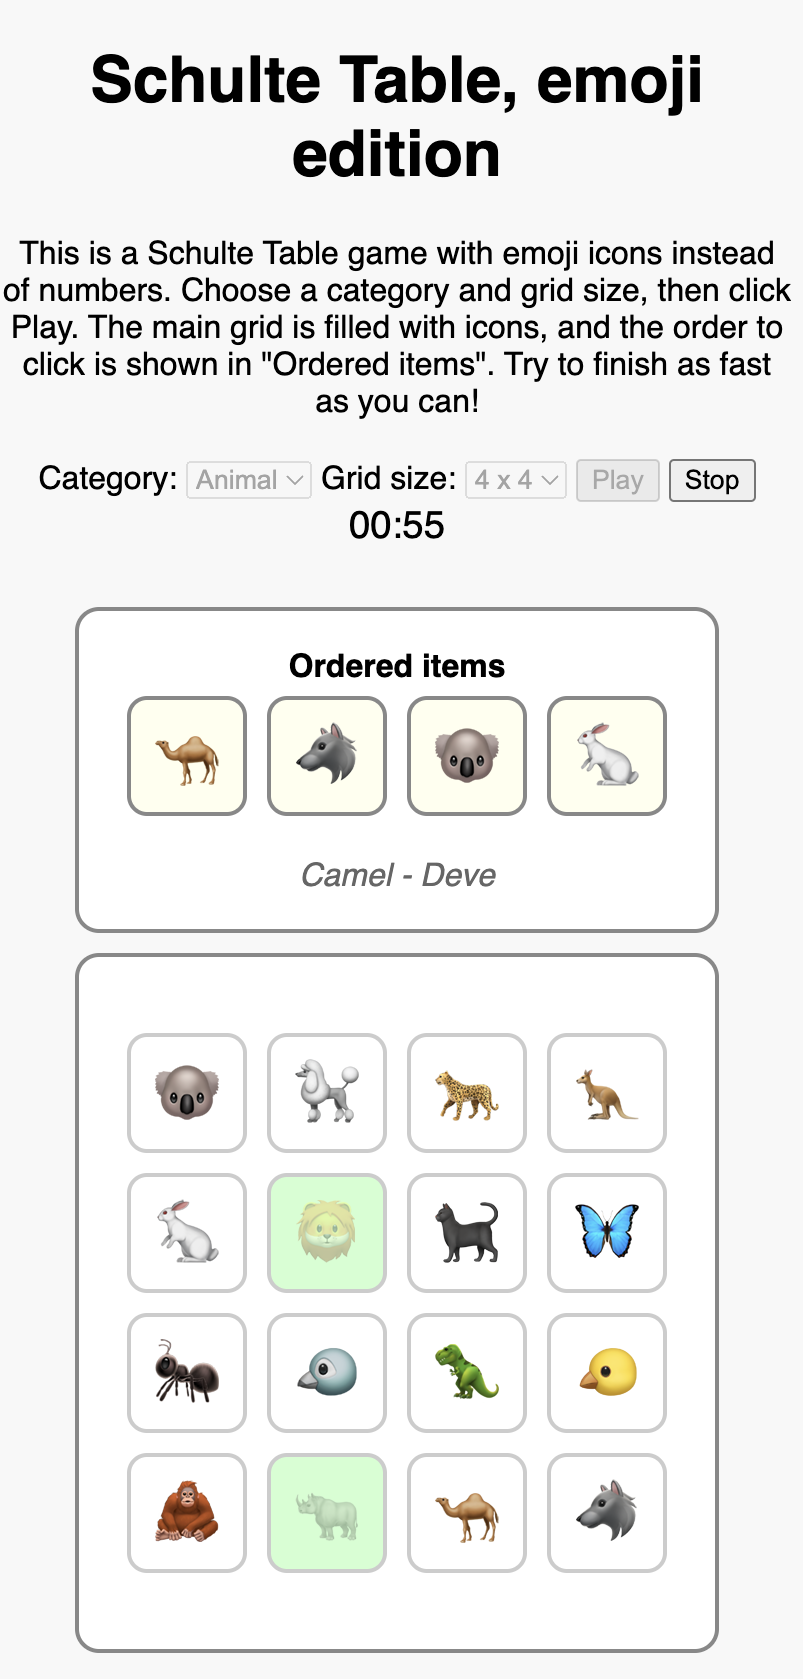 Schulte Table, emoji
edition
This is a Schulte Table game with emoji icons instead
of numbers. Choose a category and grid size, then click
Play. The main grid is filled with icons, and the order to
click is shown in "Ordered items". Try to finish as fast
as you can!
Category: Animal Grid size: 4 x 4 Play Stop
00:55
Ordered items
Camel - Deve